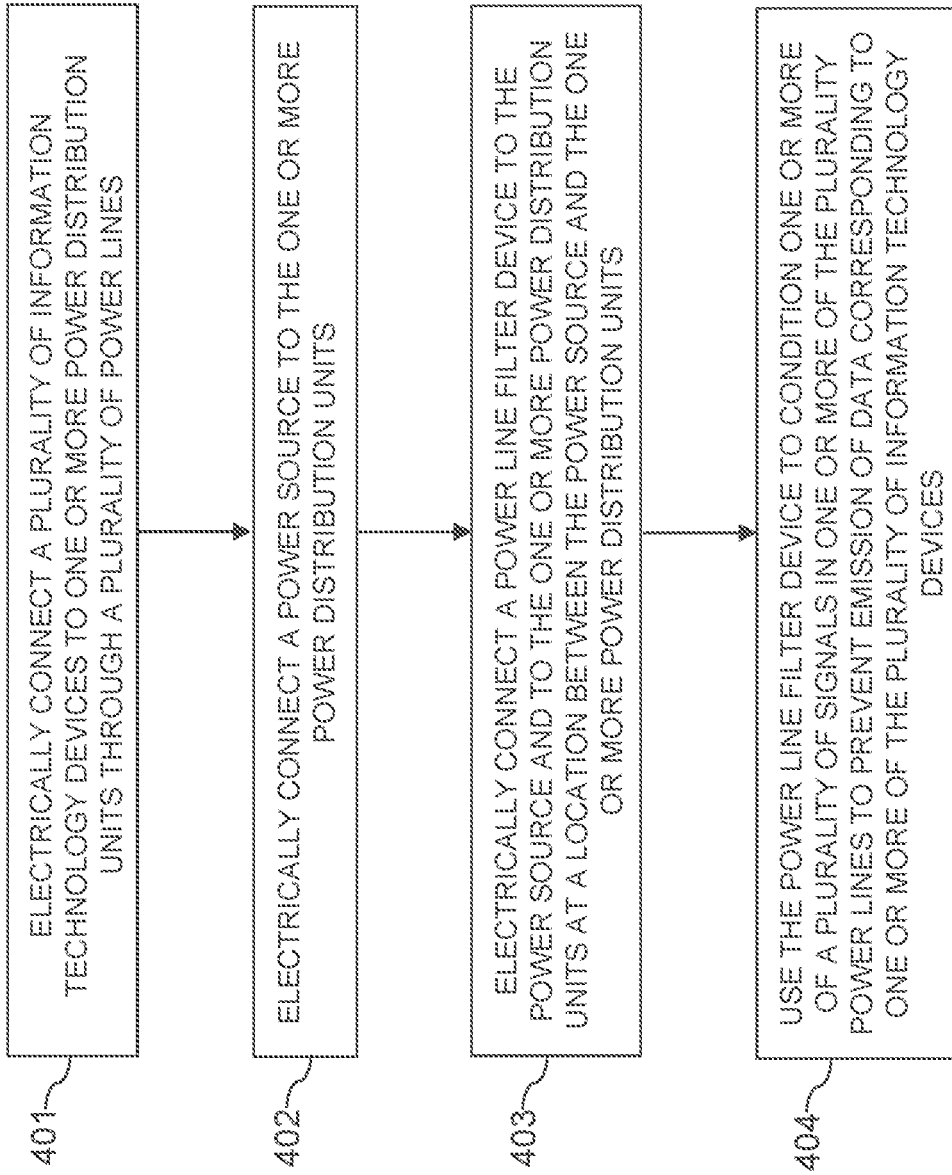 401
ELECTRICALLY CONNECT A PLURALITY OF INFORMATION
TECHNOLOGY DEVICES TO ONE OR MORE POWER DISTRIBUTION
UNITS THROUGH A PLURALITY OF POWER LINES
402
ELECTRICALLY CONNECT A POWER SOURCE TO THE ONE OR MORE
POWER DISTRIBUTION UNITS
403
ELECTRICALLY CONNECT A POWER LINE FILTER DEVICE TO THE
POWER SOURCE AND TO THE ONE OR MORE POWER DISTRIBUTION
UNITS AT A LOCATION BETWEEN THE POWER SOURCE AND THE ONE
OR MORE POWER DISTRIBUTION UNITS
404
USE THE POWER LINE FILTER DEVICE TO CONDITION ONE OR MORE
OF A PLURALITY OF SIGNALS IN ONE OR MORE OF THE PLURALITY
POWER LINES TO PREVENT EMISSION OF DATA CORRESPONDING TO
ONE OR MORE OF THE PLURALITY OF INFORMATION TECHNOLOGY
DEVICES